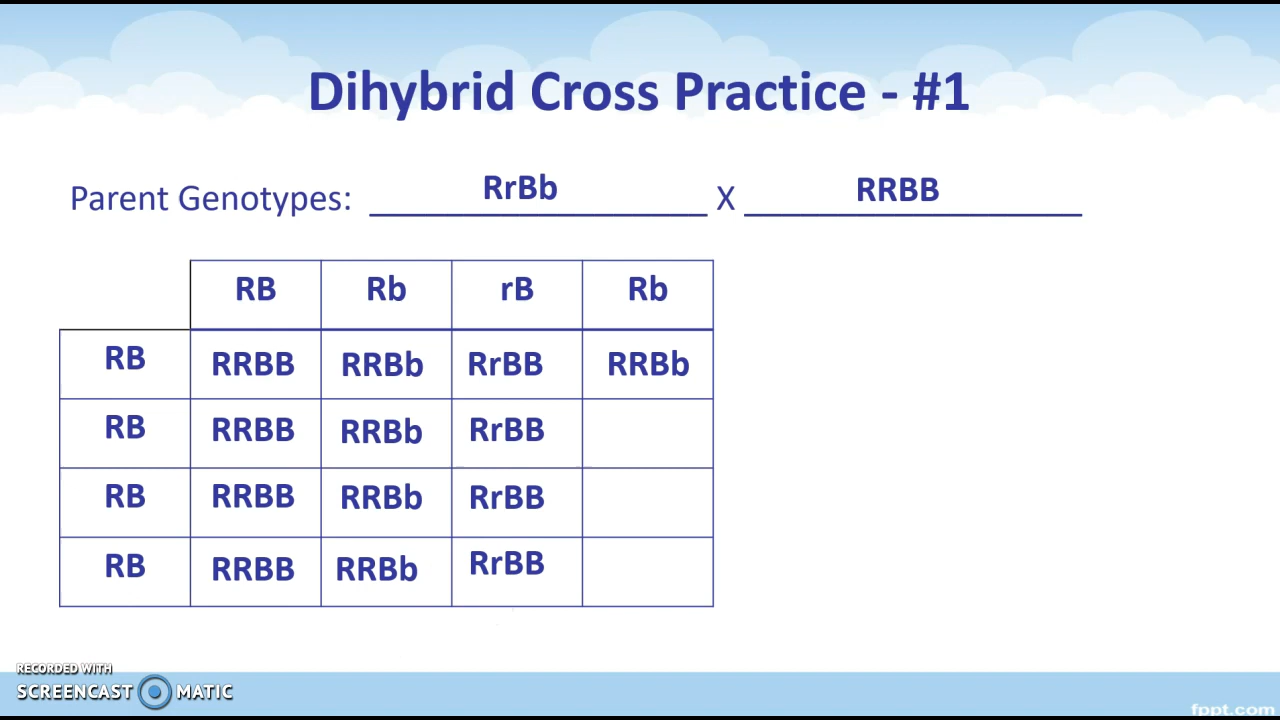 Dihybrid Cross Practice - #1
Parent Genotypes: RrBb X RRBB
RB Rb rB Rb
RB RRBB RRBb RrBB RRBb
RB RRBB RRBb RrBB
RB RRBB RRBb RrBB
RB RRBB RRBb RrBB
RECORDED WITH
SCREENCAST MATIC
fppt.com